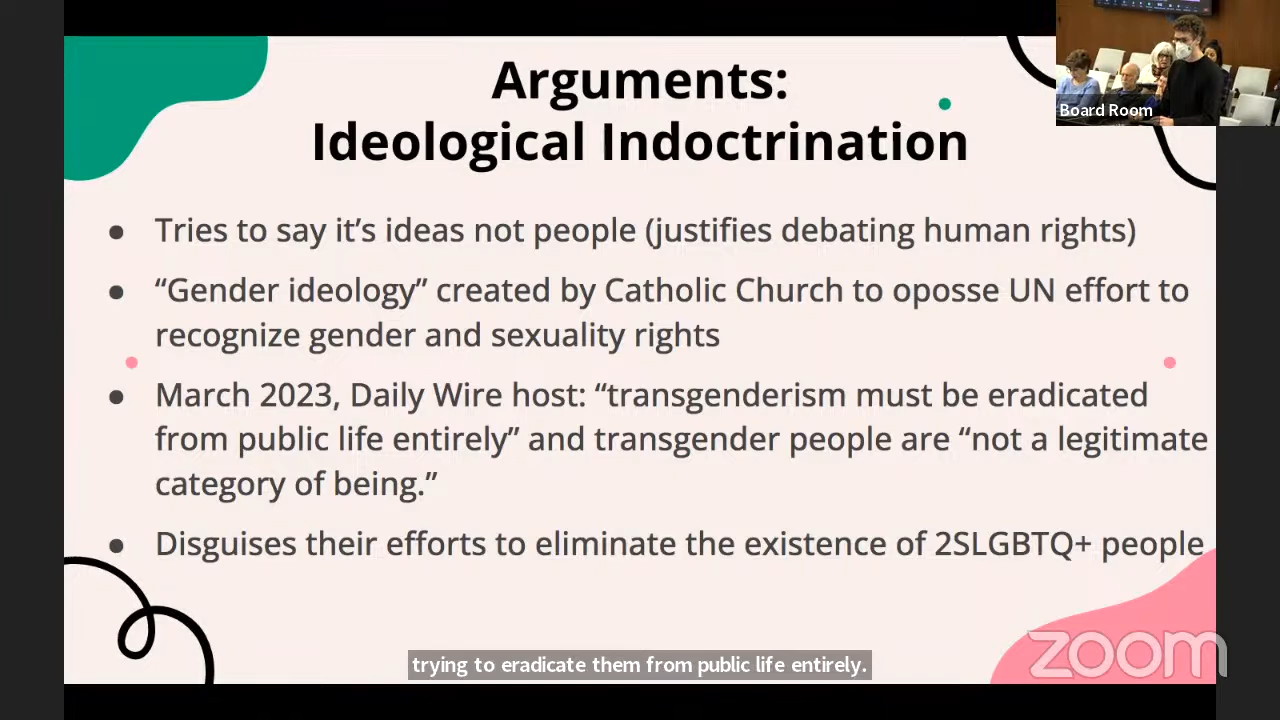 Arguments:
Ideological Indoctrination
Board Room
● Tries to say it’s ideas not people (justifies debating human rights)
● “Gender ideology” created by Catholic Church to oposse UN effort to
recognize gender and sexuality rights
● March 2023, Daily Wire host: “transgenderism must be eradicated
from public life entirely” and transgender people are “not a legitimate
category of being.”
● Disguises their efforts to eliminate the existence of 2SLGBTQ+ people
trying to eradicate them from public life entirely.
zoom